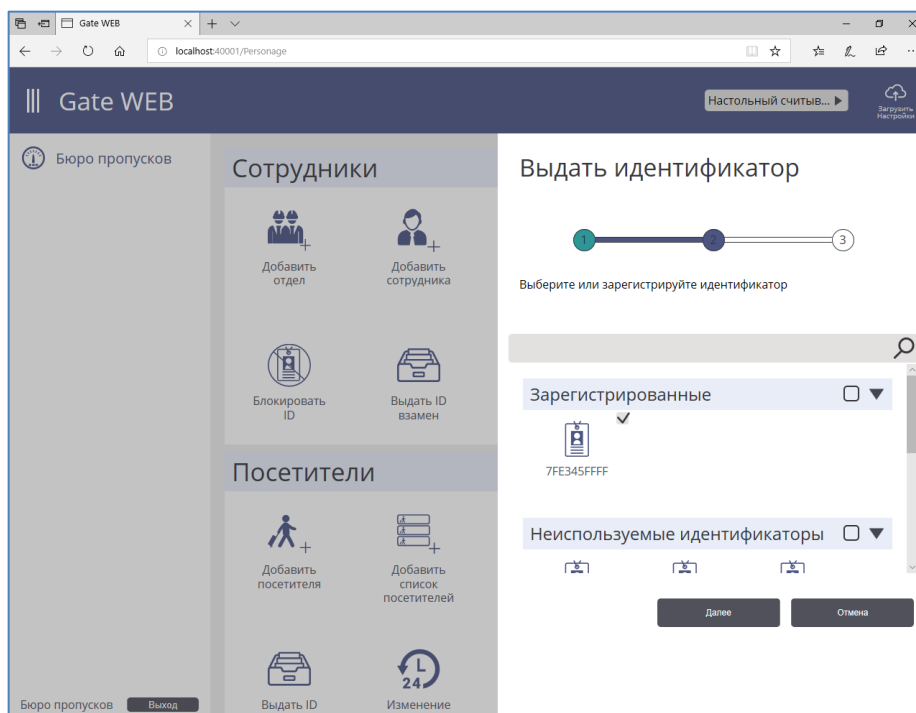 Gate WEB
localhost:40001/Personage
Gate WEB
Настольный считыв...
Загрузить
Настройки
Бюро пропусков
Сотрудники
Добавить
отдел
Добавить
сотрудника
Блокировать
ID
Выдать ID
взамен
Посетители
Добавить
посетителя
Добавить
список
посетителей
24
Выдать ID
Изменение
Бюро пропусков
Выход
Выдать идентификатор
1
2
3
Выберите или зарегистрируйте идентификатор
Зарегистрированные
7FE345FFFF
Неиспользуемые идентификаторы
Далее
Отмена